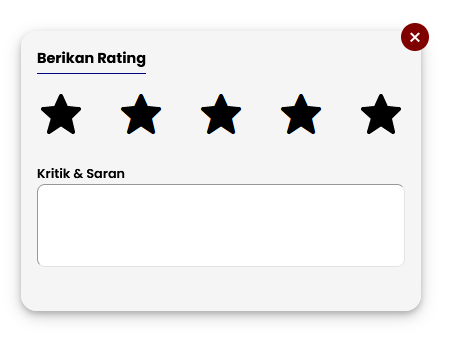 Berikan Rating
Kritik & Saran